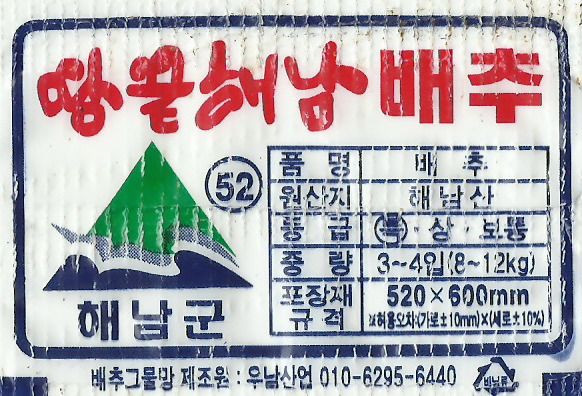 땅끝해남 배추
52
품 명 배 추
원산지 해남산
등 급 특 · 상 · 보통
중 량 3~4입(8~12kg)
포장재 규 격 520×600mm
※허용오차(가로±10mm)×(세로±10%)
해남군
배추그물망 제조원 : 우남산업 010-6295-6440
비닐류